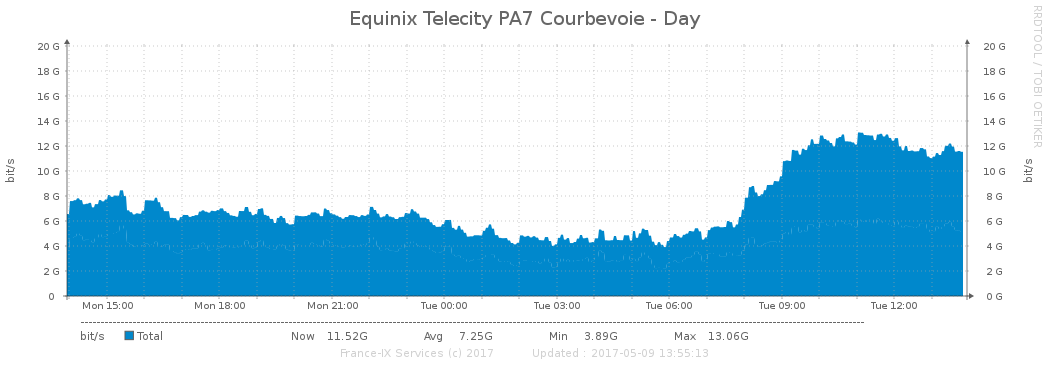 Equinix Telecity PA7 Courbevoie - Day
RRDTOOL / TOBI OETIKER
20 G 20 G
18 G 18 G
16 G 16 G
14 G 14 G
12 G 12 G
10 G 10 G
8 G 8 G
6 G 6 G
4 G 4 G
2 G 2 G
0 0 G
bit/s
bit/s
Mon 15:00 Mon 18:00 Mon 21:00 Tue 00:00 Tue 03:00 Tue 06:00 Tue 09:00 Tue 12:00
bit/s Total Now 11.52G Avg 7.25G Min 3.89G Max 13.06G
France-IX Services (c) 2017 Updated : 2017-05-09 13:55:13